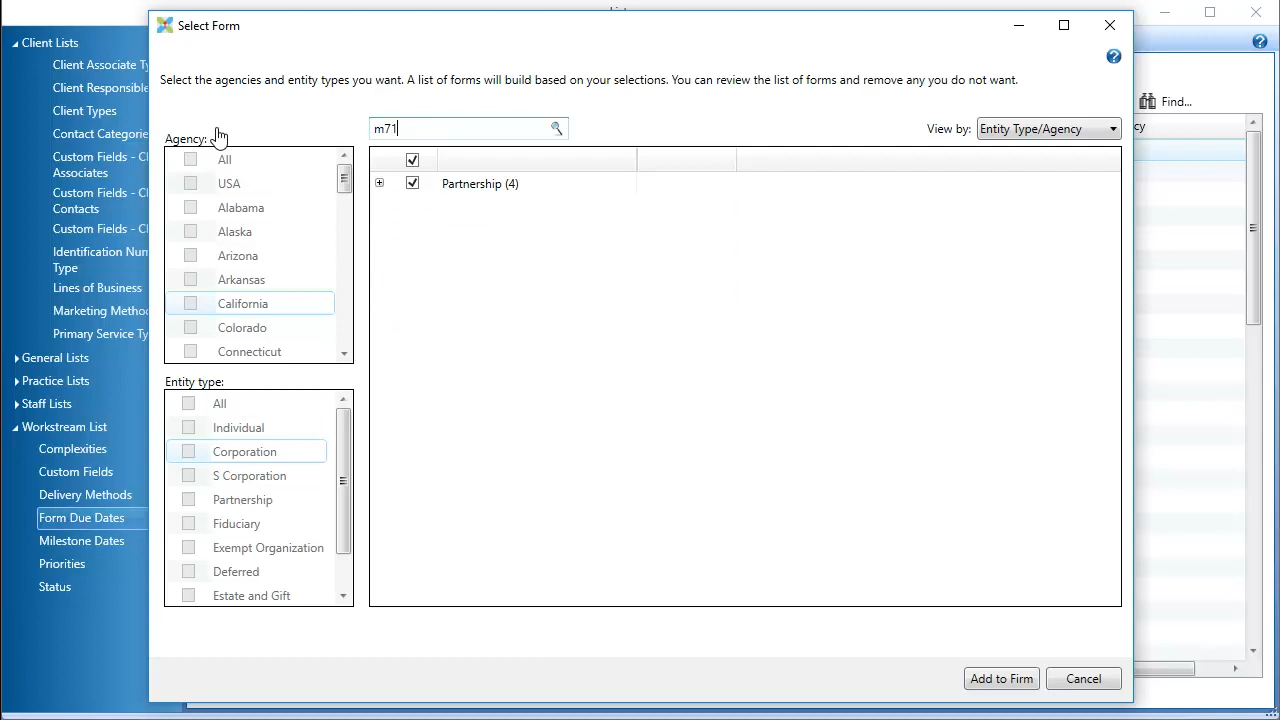 Select Form
Client Lists
Client Associate Ty
Client Responsible
Client Types
Contact Categorie
Custom Fields - Cl
Associates
Custom Fields - Cl
Contacts
Custom Fields - Cl
Identification Num
Type
Lines of Business
Marketing Metho
Primary Service Ty
General Lists
Practice Lists
Staff Lists
Workstream List
Complexities
Custom Fields
Delivery Methods
Form Due Dates
Milestone Dates
Priorities
Status
Select the agencies and entity types you want. A list of forms will build based on your selections. You can review the list of forms and remove any you do not want.
Agency:
All
USA
Alabama
Alaska
Arizona
Arkansas
California
Colorado
Connecticut
Entity type:
All
Individual
Corporation
S Corporation
Partnership
Fiduciary
Exempt Organization
Deferred
Estate and Gift
m71
View by: Entity Type/Agency
Partnership (4)
Add to Firm
Cancel
Find...
cy